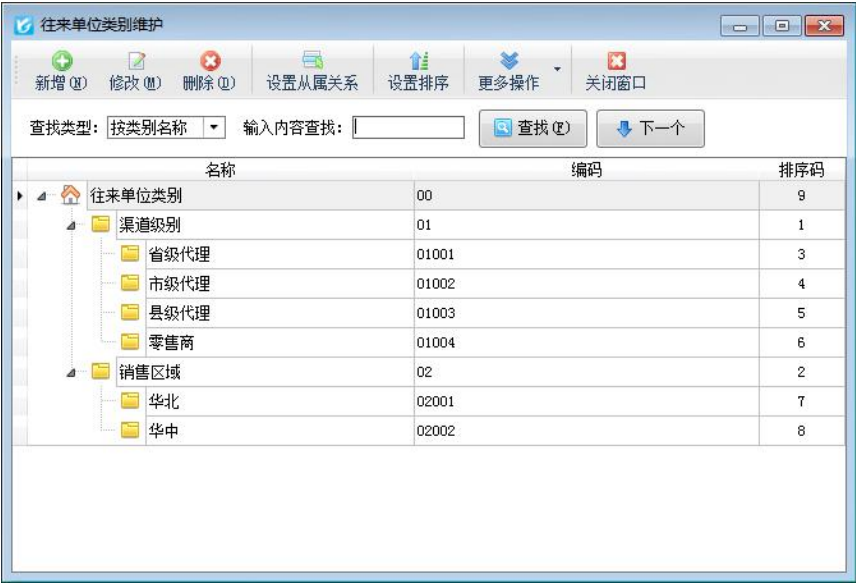 往来单位类别维护
新增(N) 修改(M) 删除(D) 设置从属关系 设置排序 更多操作 关闭窗口
查找类型: 按类别名称 输入内容查找: 查找(F) 下一个
名称 编码 排序码
往来单位类别 00 9
渠道级别 01 1
省级代理 01001 3
市级代理 01002 4
县级代理 01003 5
零售商 01004 6
销售区域 02 2
华北 02001 7
华中 02002 8